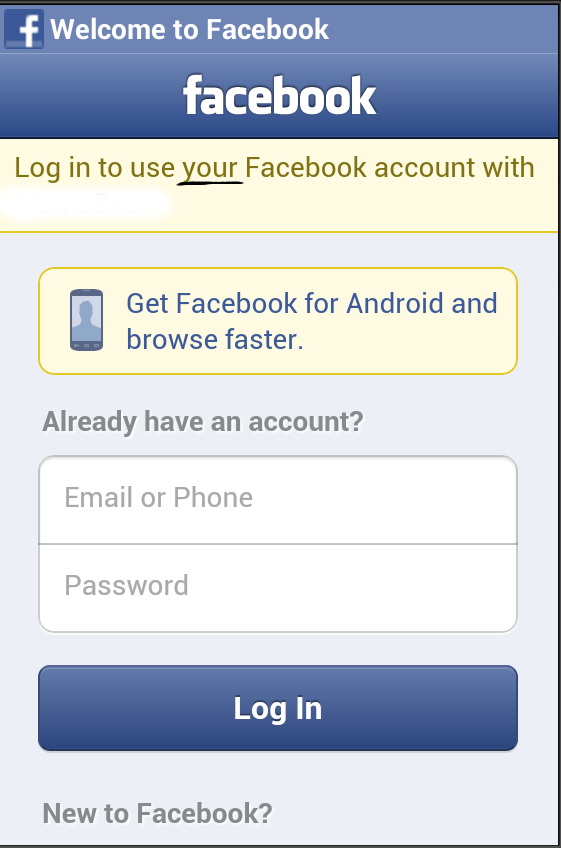 Welcome to Facebook
facebook
Log in to use your Facebook account with
Get Facebook for Android and
browse faster.
Already have an account?
Email or Phone
Password
Log In
New to Facebook?